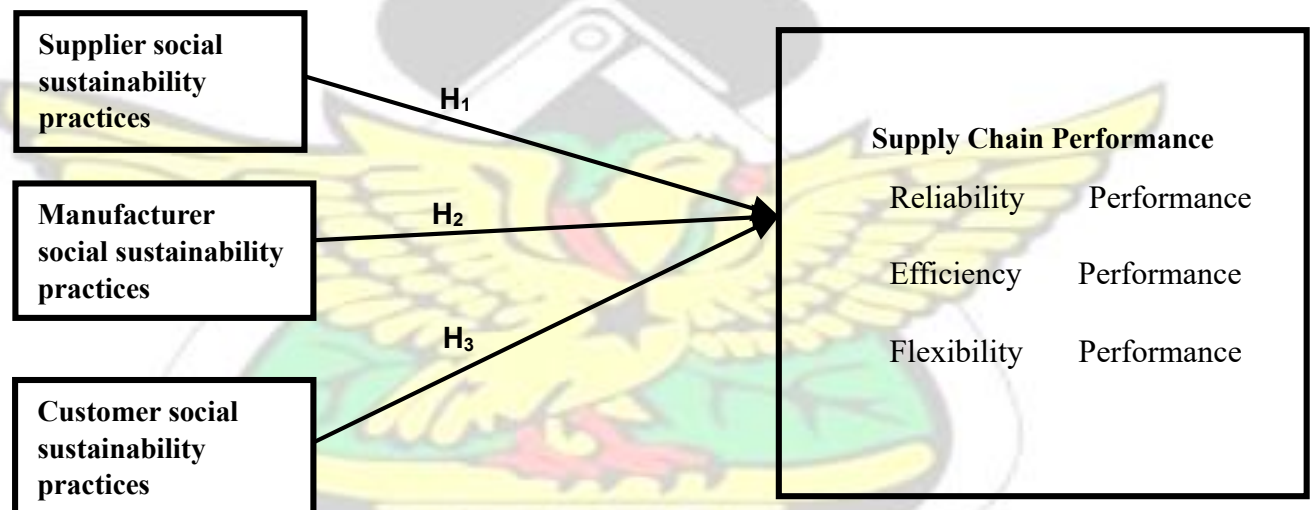 Supplier social
sustainability
practices
H₁
Manufacturer
social sustainability
practices
H₂
Customer social
sustainability
practices
H₃
Supply Chain Performance
Reliability Performance
Efficiency Performance
Flexibility Performance